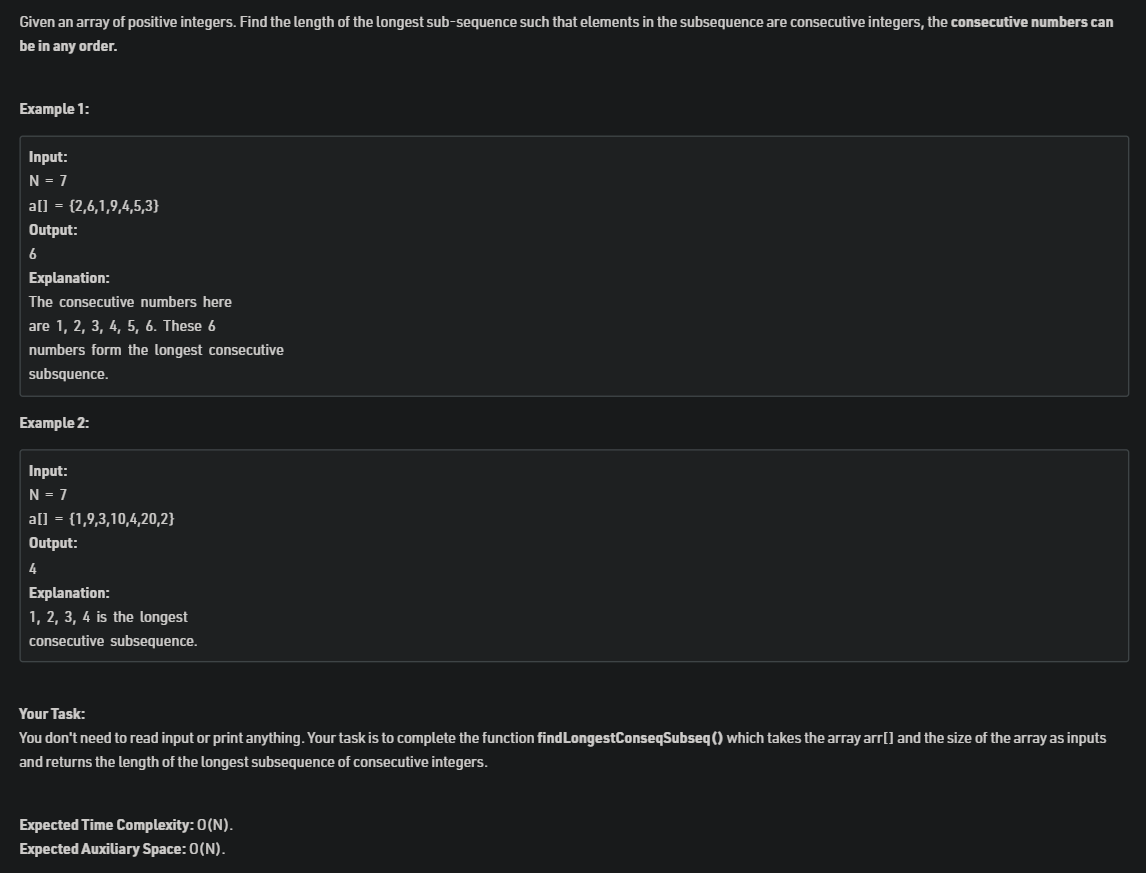 Given an array of positive integers. Find the length of the longest sub-sequence such that elements in the subsequence are consecutive integers, the consecutive numbers can
be in any order.
Example 1:
Input:
N = 7
a[] = {2,6,1,9,4,5,3}
Output:
6
Explanation:
The consecutive numbers here
are 1, 2, 3, 4, 5, 6. These 6
numbers form the longest consecutive
subsquence.
Example 2:
Input:
N = 7
a[] = {1,9,3,10,4,20,2}
Output:
4
Explanation:
1, 2, 3, 4 is the longest
consecutive subsequence.
Your Task:
You don't need to read input or print anything. Your task is to complete the function findLongestConseqSubseq() which takes the array arr[] and the size of the array as inputs
and returns the length of the longest subsequence of consecutive integers.
Expected Time Complexity: O(N).
Expected Auxiliary Space: O(N).